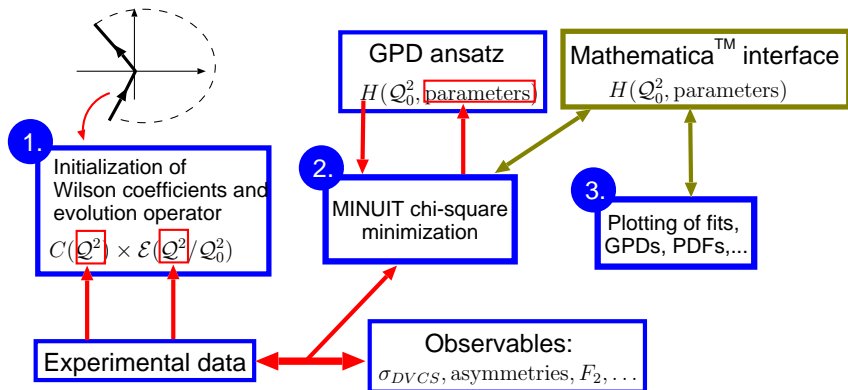 1.
Initialization of
Wilson coefficients and
evolution operator
C(Q²) × E(Q²/Q₀²)
GPD ansatz
H(Q₀², parameters)
Mathematica™ interface
H(Q₀², parameters)
2.
MINUIT chi-square
minimization
3.
Plotting of fits,
GPDs, PDFs,...
Experimental data
Observables:
σ_DVCS, asymmetries, F₂, …